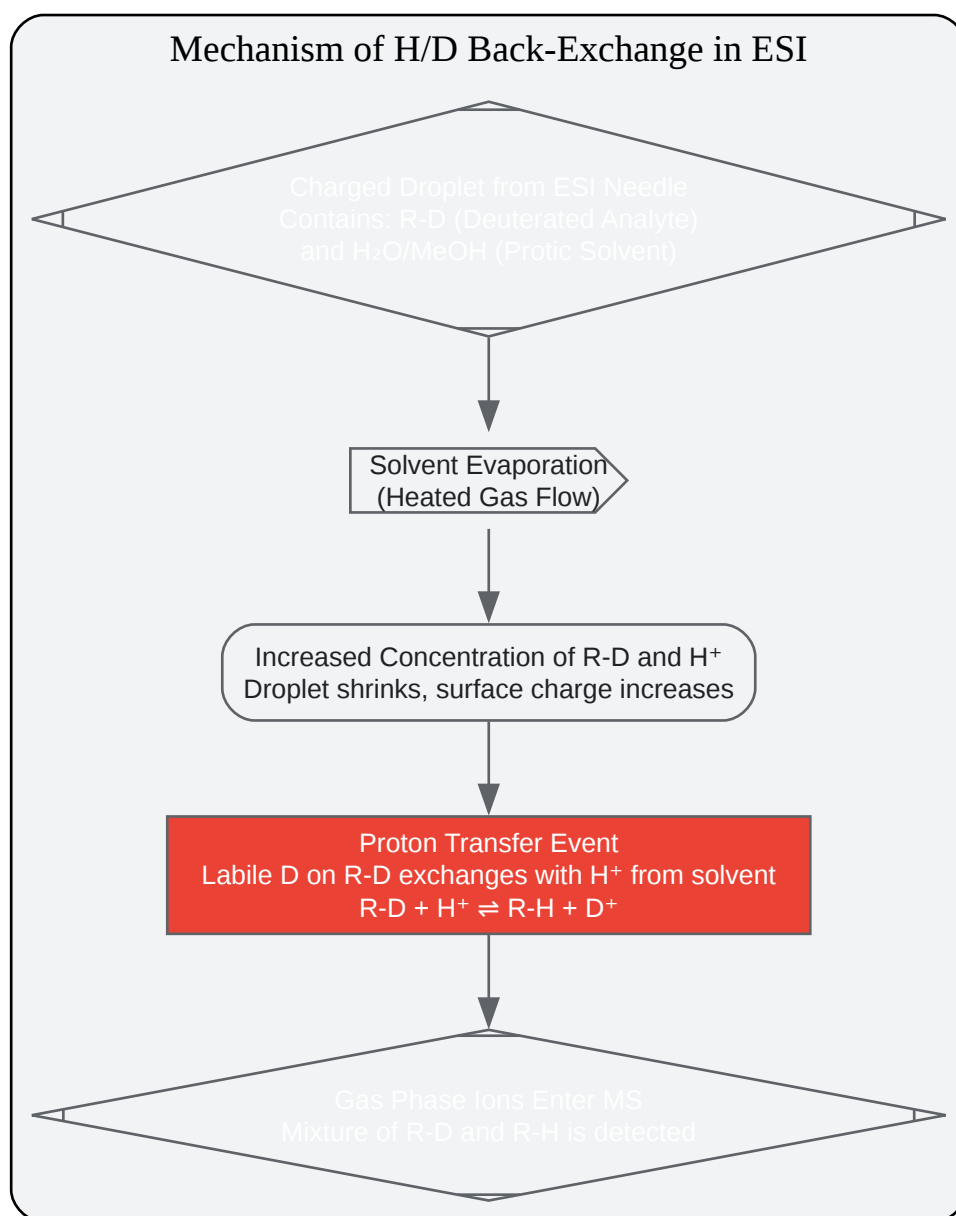 Mechanism of H/D Back-Exchange in ESI
Charged Droplet from ESI Needle
Contains: R-D (Deuterated Analyte)
and H₂O/MeOH (Protic Solvent)
Solvent Evaporation
(Heated Gas Flow)
Increased Concentration of R-D and H⁺
Droplet shrinks, surface charge increases
Proton Transfer Event
Labile D on R-D exchanges with H⁺ from solvent
R-D + H⁺ ⇌ R-H + D⁺
Gas Phase Ions Enter MS
Mixture of R-D and R-H is detected